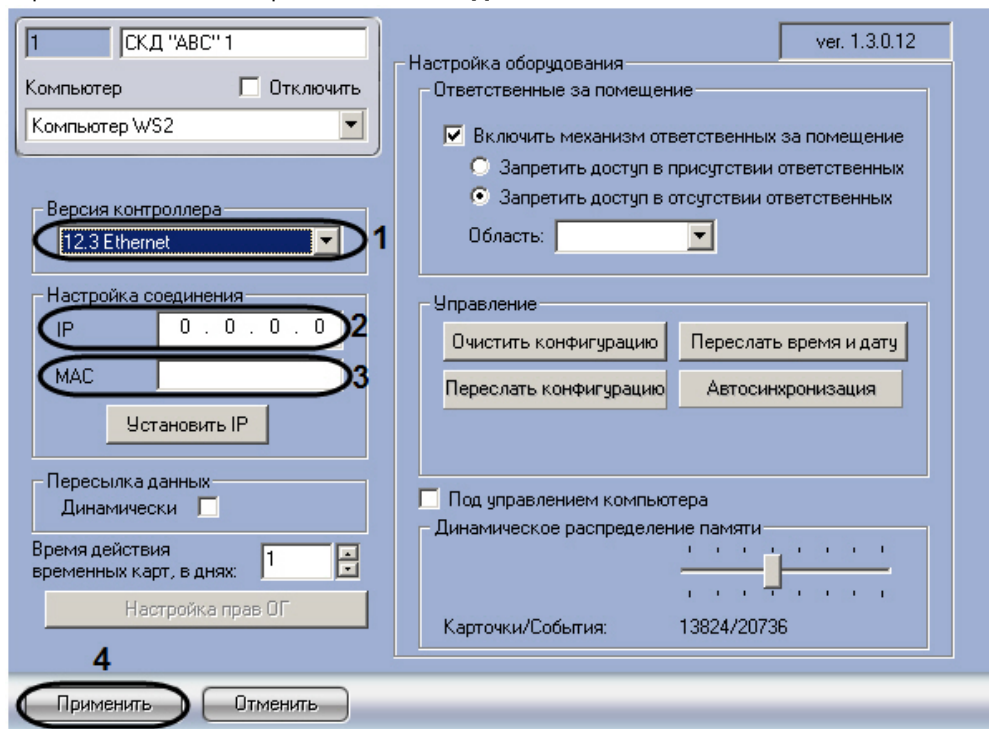 1 СКД "ABC" 1
Компьютер Отключить
Компьютер WS2
Версия контроллера
12.3 Ethernet 1
Настройка соединения
IP 0 . 0 . 0 . 0 2
MAC 3
Установить IP
Пересылка данных
Динамически
Время действия
временных карт, в днях: 1
Настройка прав ОГ
4
Применить Отменить
ver. 1.3.0.12
Настройка оборудования
Ответственные за помещение
Включить механизм ответственных за помещение
Запретить доступ в присутствии ответственных
Запретить доступ в отсутствии ответственных
Область:
Управление
Очистить конфигурацию Переслать время и дату
Переслать конфигурацию Автосинхронизация
Под управлением компьютера
Динамическое распределение памяти
Карточки/События: 13824/20736